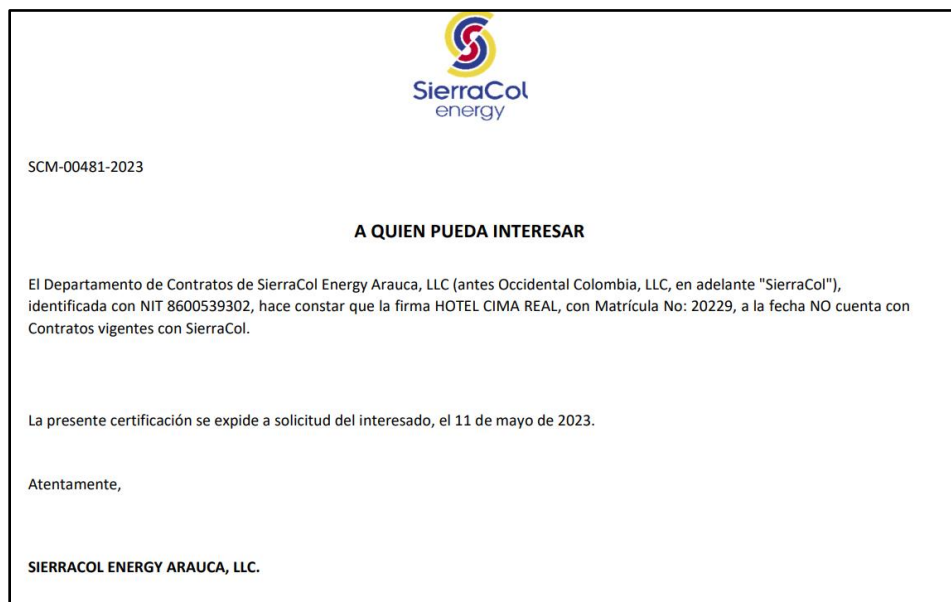 SierraCol
energy
SCM-00481-2023
A QUIEN PUEDA INTERESAR
El Departamento de Contratos de SierraCol Energy Arauca, LLC (antes Occidental Colombia, LLC, en adelante "SierraCol"),
identificada con NIT 8600539302, hace constar que la firma HOTEL CIMA REAL, con Matrícula No: 20229, a la fecha NO cuenta con
Contratos vigentes con SierraCol.
La presente certificación se expide a solicitud del interesado, el 11 de mayo de 2023.
Atentamente,
SIERRACOL ENERGY ARAUCA, LLC.